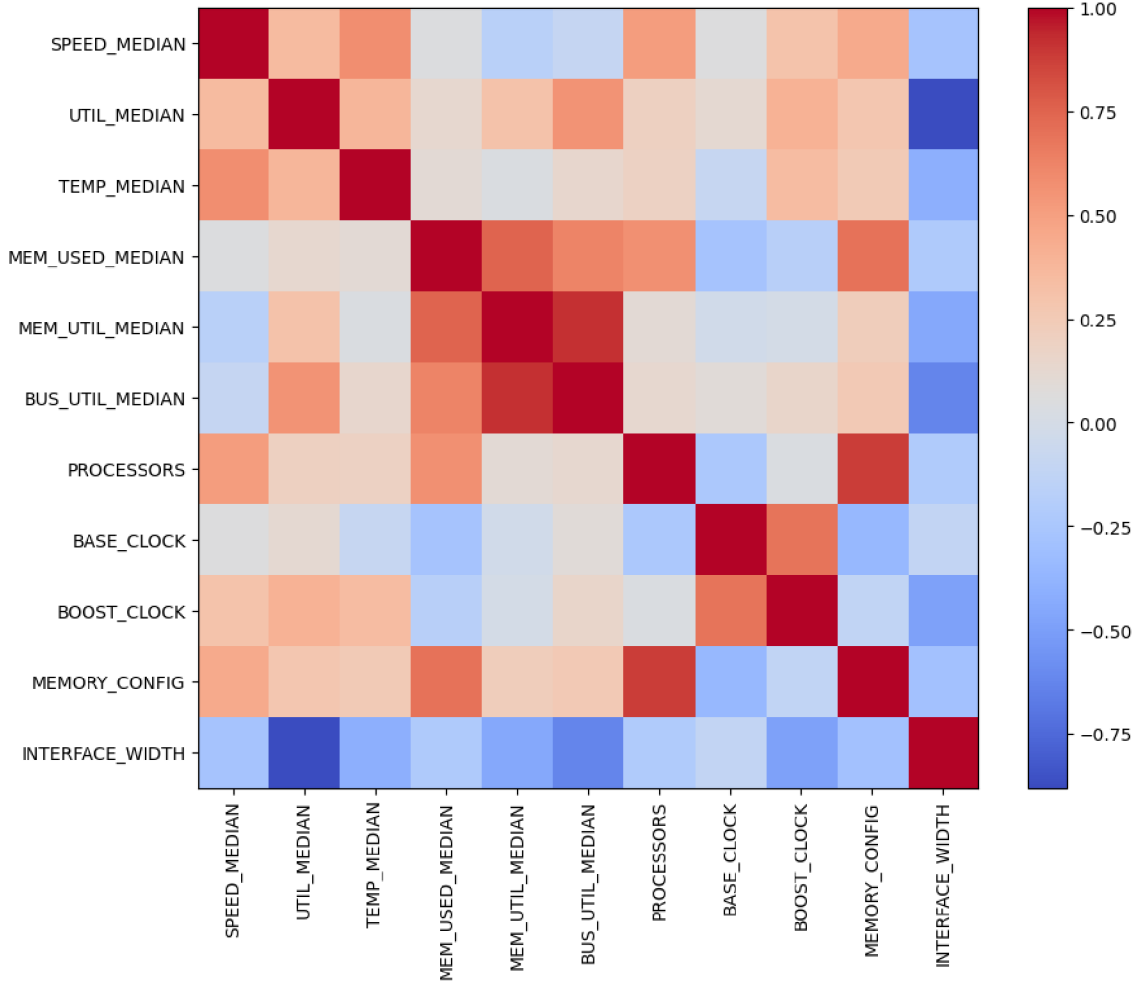 SPEED_MEDIAN
UTIL_MEDIAN
TEMP_MEDIAN
MEM_USED_MEDIAN
MEM_UTIL_MEDIAN
BUS_UTIL_MEDIAN
PROCESSORS
BASE_CLOCK
BOOST_CLOCK
MEMORY_CONFIG
INTERFACE_WIDTH
SPEED_MEDIAN
UTIL_MEDIAN
TEMP_MEDIAN
MEM_USED_MEDIAN
MEM_UTIL_MEDIAN
BUS_UTIL_MEDIAN
PROCESSORS
BASE_CLOCK
BOOST_CLOCK
MEMORY_CONFIG
INTERFACE_WIDTH
1.00
0.75
0.50
0.25
0.00
−0.25
−0.50
−0.75